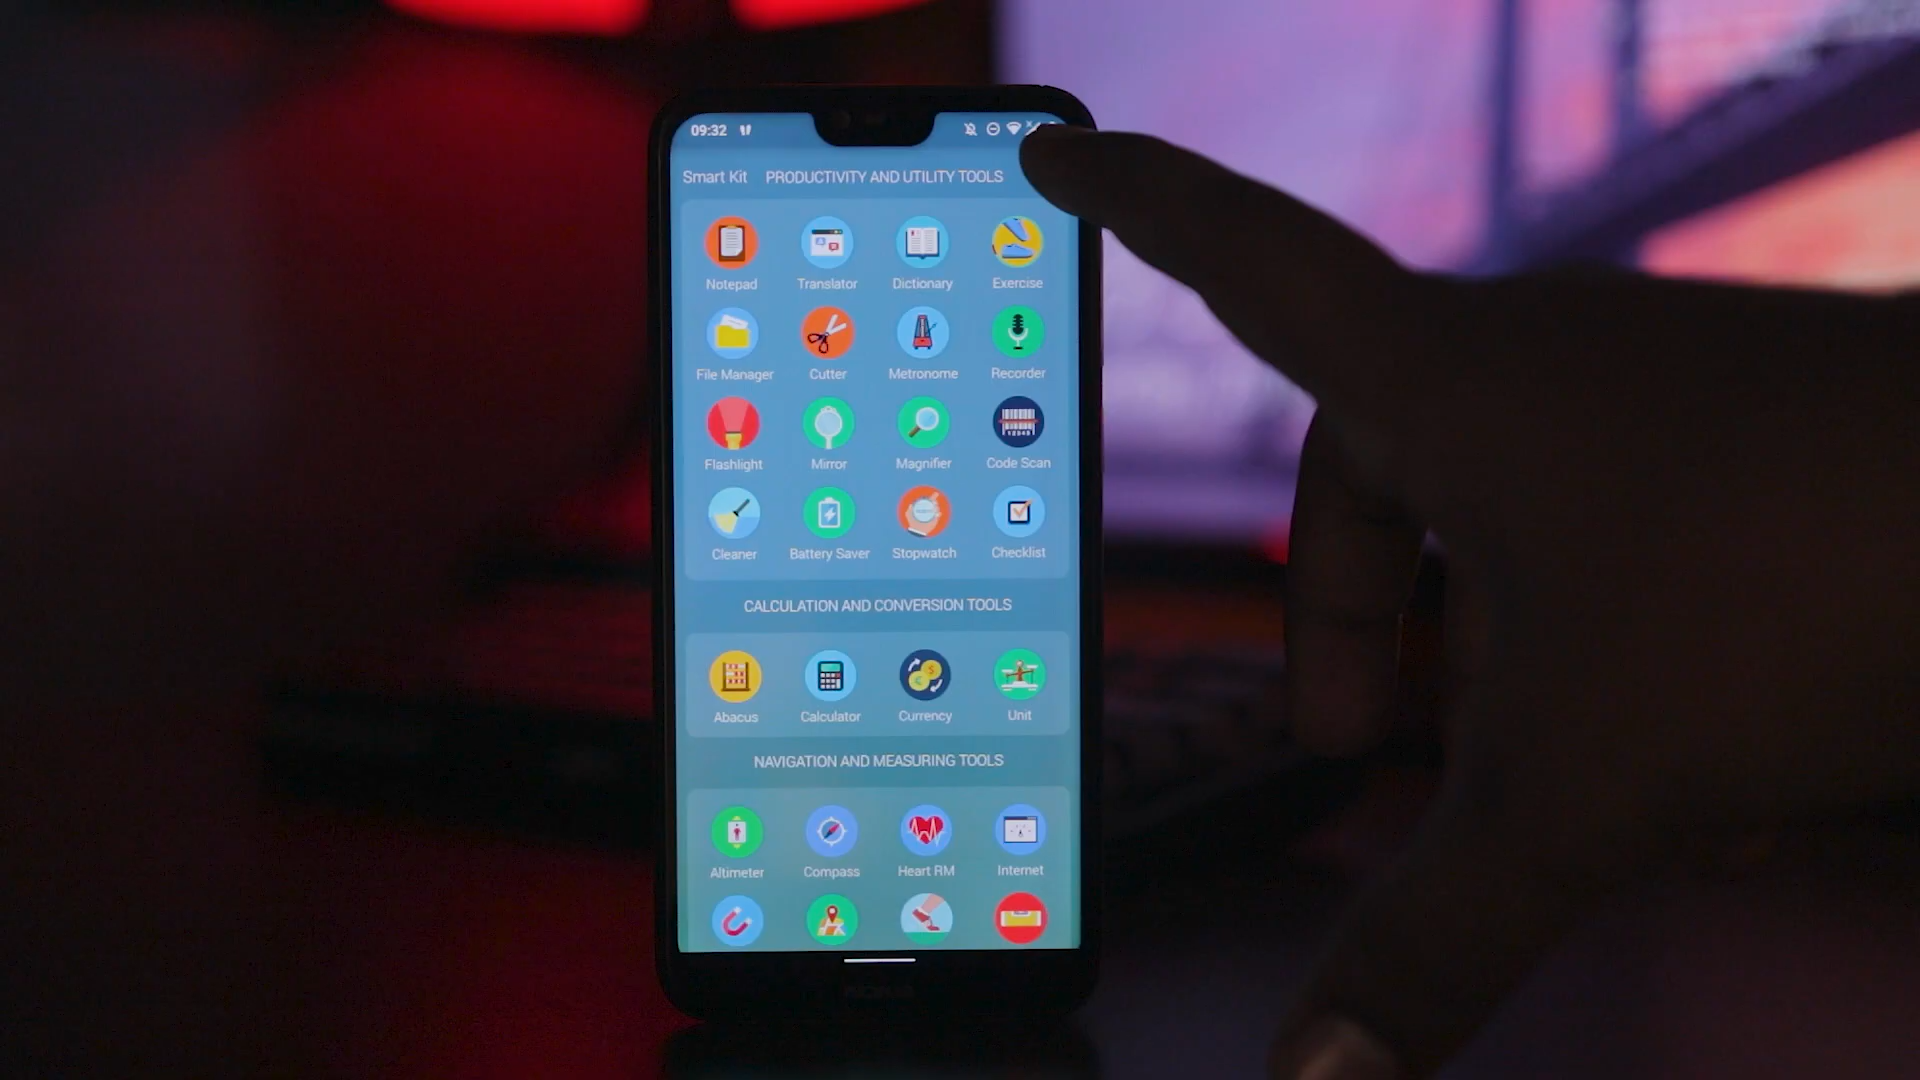 09:32
Smart Kit PRODUCTIVITY AND UTILITY TOOLS
Notepad Translator Dictionary Exercise
File Manager Cutter Metronome Recorder
12345
Flashlight Mirror Magnifier Code Scan
Cleaner Battery Saver Stopwatch Checklist
CALCULATION AND CONVERSION TOOLS
Abacus Calculator Currency Unit
NAVIGATION AND MEASURING TOOLS
Altimeter Compass Heart RM Internet
NOKIA